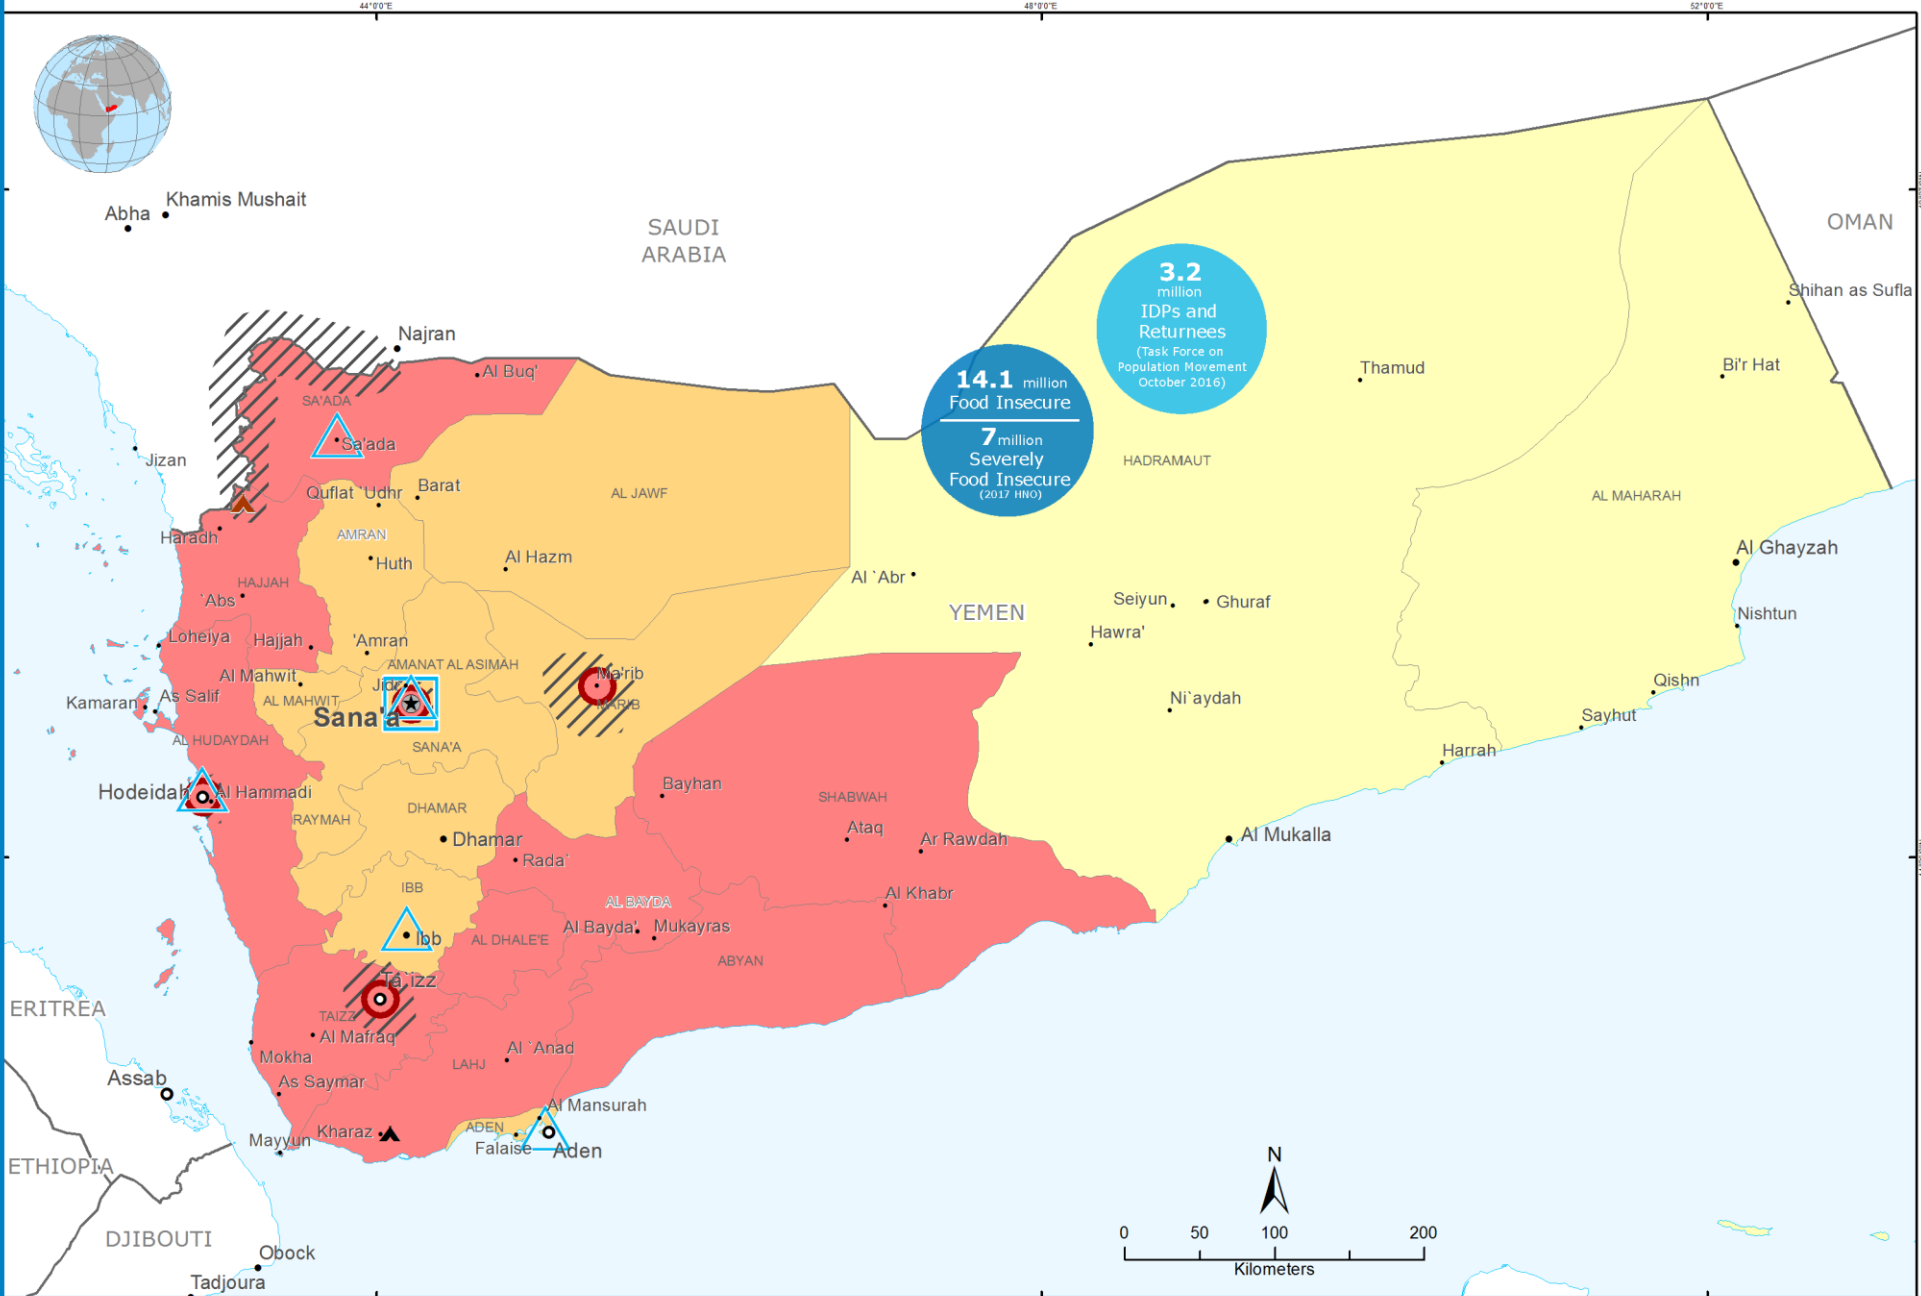 44°0'0"E
48°0'0"E
52°0'0"E
Khamis Mushait
Abha
SAUDI
ARABIA
OMAN
3.2
million
IDPs and
Returnees
(Task Force on
Population Movement
October 2016)
Shihan as Sufla
Najran
Al Buq'
14.1 million
Food Insecure
7 million
Severely
Food Insecure
(2017 HNO)
Thamud
Bi'r Hat
SA'ADA
Sa'ada
Jizan
HADRAMAUT
Quflat `Udhr
Barat
AL JAWF
AL MAHARAH
Haradh
AMRAN
Huth
Al Hazm
Al `Abr
Al Ghayzah
HAJJAH
`Abs
YEMEN
Seiyun
Ghuraf
Nishtun
Loheiya
Hajjah
'Amran
Hawra'
AMANAT AL ASIMAH
Al Mahwit
Ma'rib
Qishn
Kamaran
As Salif
AL MAHWIT
MARIB
Ni`aydah
Sana'a
Sayhut
AL HUDAYDAH
SANA'A
Harrah
Hodeidah
Al Hammadi
Bayhan
SHABWAH
RAYMAH
DHAMAR
Dhamar
Ataq
Ar Rawdah
Al Mukalla
Rada`
IBB
Ibb
AL BAYDA
Al Khabr
AL DHALE'E
Al Bayda'
Mukayras
ABYAN
Ta`izz
ERITREA
TAIZZ
Al Mafraq
Mokha
LAHJ
Al `Anad
Assab
As Saymar
Al Mansurah
Kharaz
ADEN
Mayyun
Falaise
Aden
ETHIOPIA
N
DJIBOUTI
0 50 100 200
Kilometers
Obock
Tadjoura